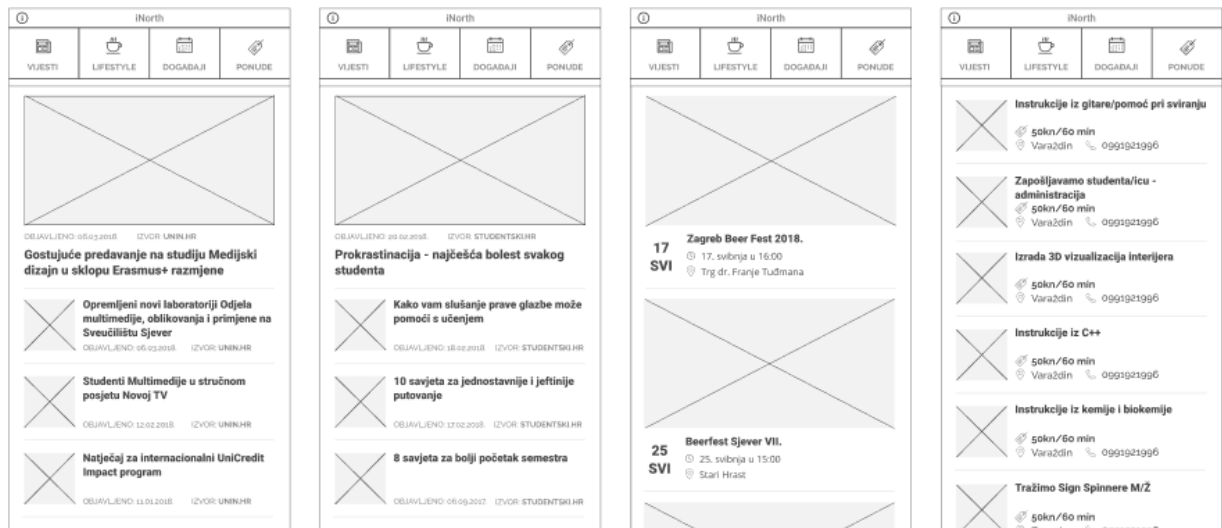 iNorth
VIJESTI LIFESTYLE DOGAĐAJI PONUDE
OBJAVLJENO: 06.03.2018. IZVOR: UNIN.HR
Gostujuće predavanje na studiju Medijski
dizajn u sklopu Erasmus+ razmjene
Opremljeni novi laboratoriji Odjela
multimedije, oblikovanja i primjene na
Sveučilištu Sjever
OBJAVLJENO: 06.03.2018. IZVOR: UNIN.HR
Studenti Multimedije u stručnom
posjetu Novoj TV
OBJAVLJENO: 12.02.2018. IZVOR: UNIN.HR
Natječaj za internacionalni UniCredit
Impact program
OBJAVLJENO: 11.01.2018. IZVOR: UNIN.HR
iNorth
VIJESTI LIFESTYLE DOGAĐAJI PONUDE
OBJAVLJENO: 20.02.2018. IZVOR: STUDENTSKI.HR
Prokrastinacija - najčešća bolest svakog
studenta
Kako vam slušanje prave glazbe može
pomoći s učenjem
OBJAVLJENO: 18.02.2018. IZVOR: STUDENTSKI.HR
10 savjeta za jednostavnije i jeftinije
putovanje
OBJAVLJENO: 17.02.2018. IZVOR: STUDENTSKI.HR
8 savjeta za bolji početak semestra
OBJAVLJENO: 06.09.2017. IZVOR: STUDENTSKI.HR
iNorth
VIJESTI LIFESTYLE DOGAĐAJI PONUDE
17 SVI
Zagreb Beer Fest 2018.
17. svibnja u 16:00
Trg dr. Franje Tuđmana
25 SVI
Beerfest Sjever VII.
25. svibnja u 15:00
Stari Hrast
iNorth
VIJESTI LIFESTYLE DOGAĐAJI PONUDE
Instrukcije iz gitare/pomoć pri sviranju
50kn/60 min
Varaždin 0991921996
Zapošljavamo studenta/icu -
administracija
50kn/60 min
Varaždin 0991921996
Izrada 3D vizualizacija interijera
50kn/60 min
Varaždin 0991921996
Instrukcije iz C++
50kn/60 min
Varaždin 0991921996
Instrukcije iz kemije i biokemije
50kn/60 min
Varaždin 0991921996
Tražimo Sign Spinnere M/Ž
50kn/60 min